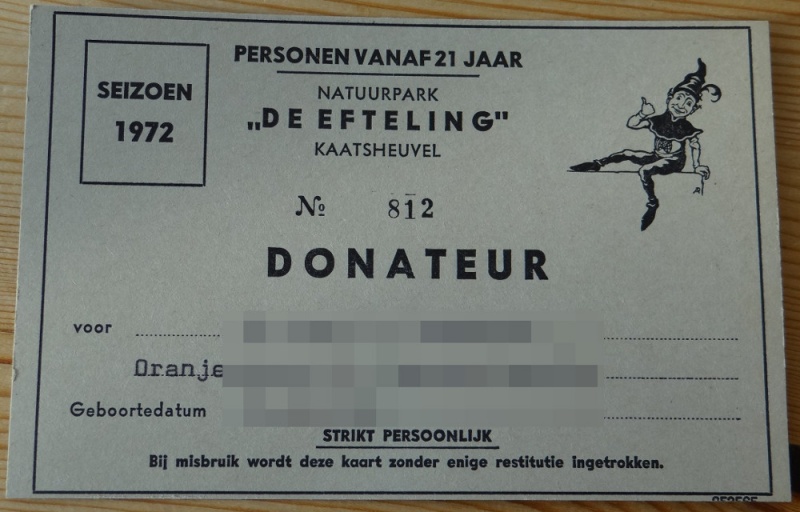 SEIZOEN
1972
PERSONEN VANAF 21 JAAR
NATUURPARK
„DE EFTELING"
KAATSHEUVEL
№ 812
DONATEUR
voor
Oranje
Geboortedatum
STRIKT PERSOONLIJK
Bij misbruik wordt deze kaart zonder enige restitutie ingetrokken.